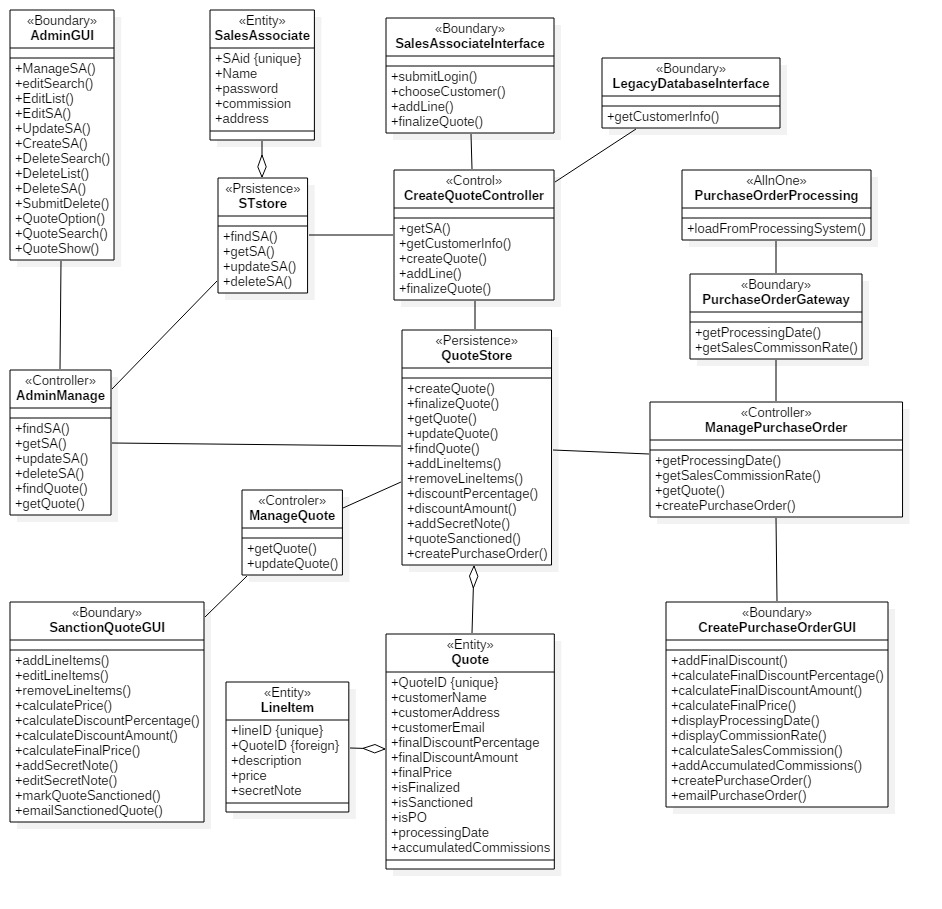 «Boundary»
AdminGUI
+ManageSA()
+editSearch()
+EditList()
+EditSA()
+UpdateSA()
+CreateSA()
+DeleteSearch()
+DeleteList()
+DeleteSA()
+SubmitDelete()
+QuoteOption()
+QuoteSearch()
+QuoteShow()
«Entity»
SalesAssociate
+SAid {unique}
+Name
+password
+commission
+address
«Boundary»
SalesAssociateInterface
+submitLogin()
+chooseCustomer()
+addLine()
+finalizeQuote()
«Boundary»
LegacyDatabaseInterface
+getCustomerInfo()
«Prsistence»
STstore
+findSA()
+getSA()
+updateSA()
+deleteSA()
«Control»
CreateQuoteController
+getSA()
+getCustomerInfo()
+createQuote()
+addLine()
+finalizeQuote()
«AllnOne»
PurchaseOrderProcessing
+loadFromProcessingSystem()
«Boundary»
PurchaseOrderGateway
+getProcessingDate()
+getSalesCommissonRate()
«Controller»
AdminManage
+findSA()
+getSA()
+updateSA()
+deleteSA()
+findQuote()
+getQuote()
«Persistence»
QuoteStore
+createQuote()
+finalizeQuote()
+getQuote()
+updateQuote()
+findQuote()
+addLineItems()
+removeLineItems()
+discountPercentage()
+discountAmount()
+addSecretNote()
+quoteSanctioned()
+createPurchaseOrder()
«Controller»
ManagePurchaseOrder
+getProcessingDate()
+getSalesCommissionRate()
+getQuote()
+createPurchaseOrder()
«Controler»
ManageQuote
+getQuote()
+updateQuote()
«Boundary»
SanctionQuoteGUI
+addLineItems()
+editLineItems()
+removeLineItems()
+calculatePrice()
+calculateDiscountPercentage()
+calculateDiscountAmount()
+calculateFinalPrice()
+addSecretNote()
+editSecretNote()
+markQuoteSanctioned()
+emailSanctionedQuote()
«Entity»
LineItem
+lineID {unique}
+QuoteID {foreign}
+description
+price
+secretNote
«Entity»
Quote
+QuoteID {unique}
+customerName
+customerAddress
+customerEmail
+finalDiscountPercentage
+finalDiscountAmount
+finalPrice
+isFinalized
+isSanctioned
+isPO
+processingDate
+accumulatedCommissions
«Boundary»
CreatePurchaseOrderGUI
+addFinalDiscount()
+calculateFinalDiscountPercentage()
+calculateFinalDiscountAmount()
+calculateFinalPrice()
+displayProcessingDate()
+displayCommissionRate()
+calculateSalesCommission()
+addAccumulatedCommissions()
+createPurchaseOrder()
+emailPurchaseOrder()